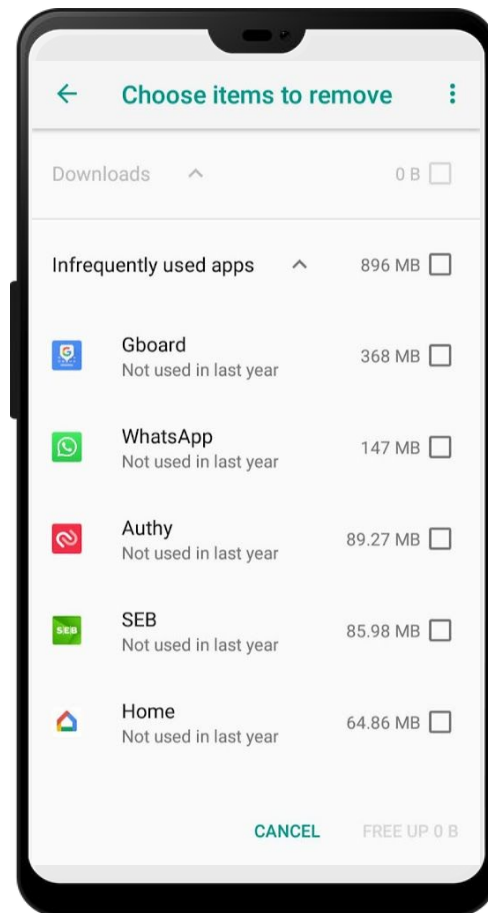 Choose items to remove
Downloads 0 B
Infrequently used apps 896 MB
Gboard
Not used in last year 368 MB
WhatsApp
Not used in last year 147 MB
Authy
Not used in last year 89.27 MB
SEB
SEB
Not used in last year 85.98 MB
Home
Not used in last year 64.86 MB
CANCEL FREE UP 0 B